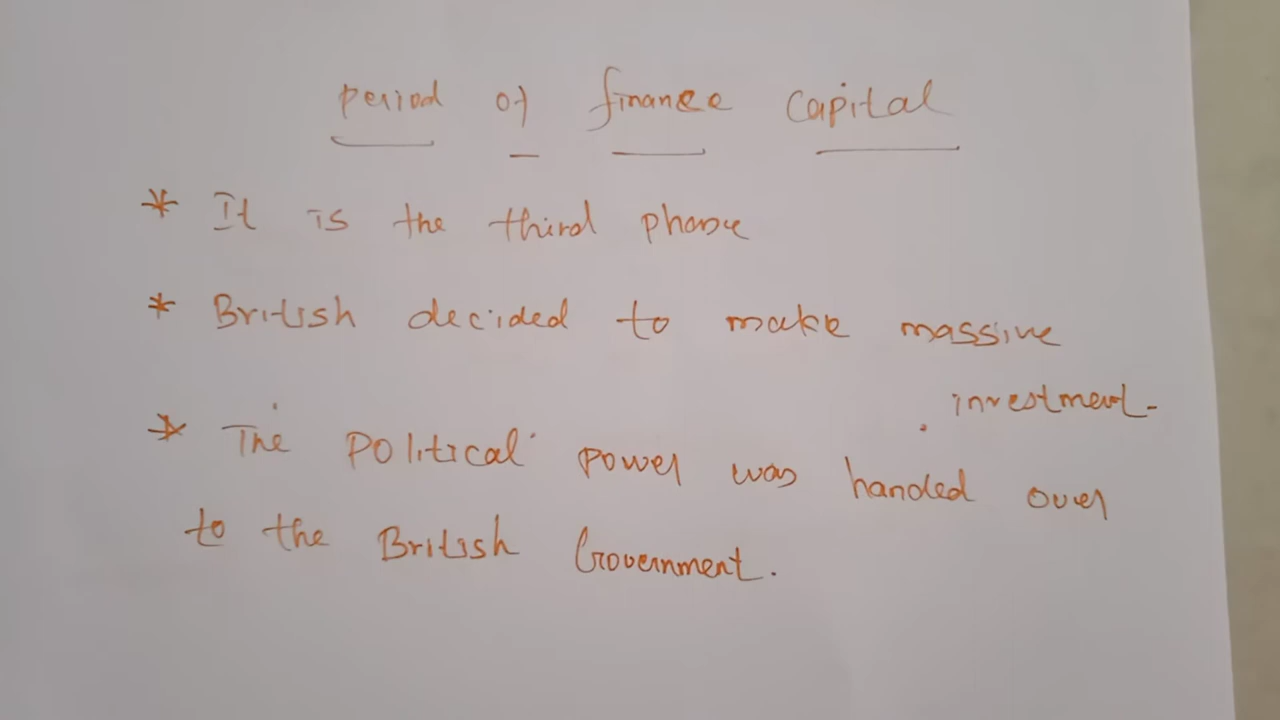 period of finance capital
* It is the third phase
* British decided to make massive
investment-
* The political power was handed over
to the British Government.